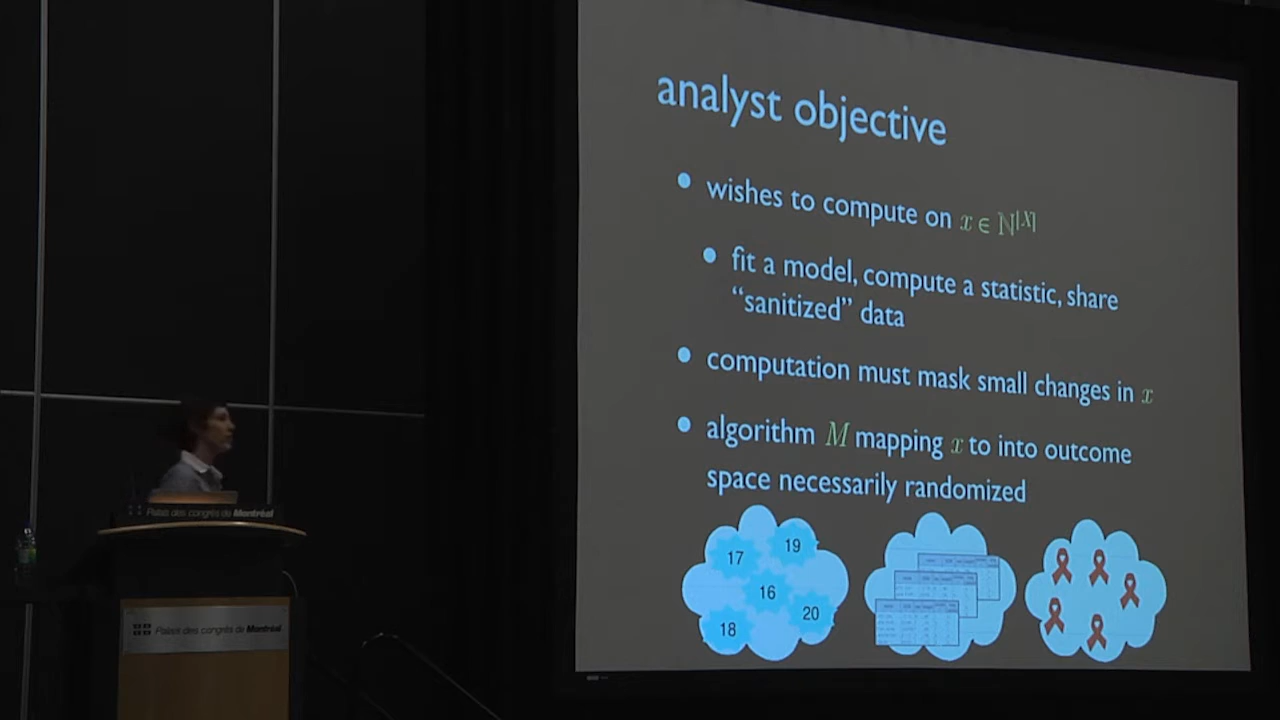 analyst objective
• wishes to compute on x ∈ ℕ^|X|
• fit a model, compute a statistic, share
“sanitized” data
• computation must mask small changes in x
• algorithm M mapping x to into outcome
space necessarily randomized
17
19
16
20
18
Palais des congrès de Montréal
Palais des congrès de Montréal